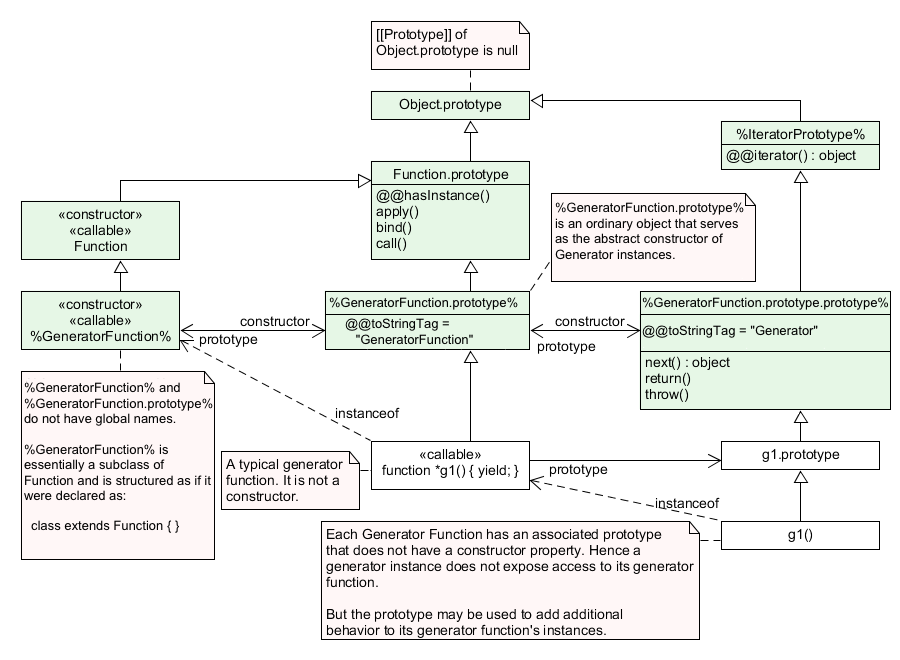 [[Prototype]] of
Object.prototype is null
Object.prototype
%IteratorPrototype%
@@iterator() : object
Function.prototype
@@hasInstance()
apply()
bind()
call()
«constructor»
«callable»
Function
%GeneratorFunction.prototype%
is an ordinary object that serves
as the abstract constructor of
Generator instances.
«constructor»
«callable»
%GeneratorFunction%
constructor
prototype
%GeneratorFunction.prototype%
@@toStringTag =
"GeneratorFunction"
constructor
prototype
%GeneratorFunction.prototype.prototype%
@@toStringTag = "Generator"
next() : object
return()
throw()
%GeneratorFunction% and
%GeneratorFunction.prototype%
do not have global names.
%GeneratorFunction% is
essentially a subclass of
Function and is structured as if it
were declared as:
class extends Function { }
instanceof
A typical generator
function. It is not a
constructor.
«callable»
function *g1() { yield; }
prototype
g1.prototype
instanceof
g1()
Each Generator Function has an associated prototype
that does not have a constructor property. Hence a
generator instance does not expose access to its generator
function.
But the prototype may be used to add additional
behavior to its generator function's instances.